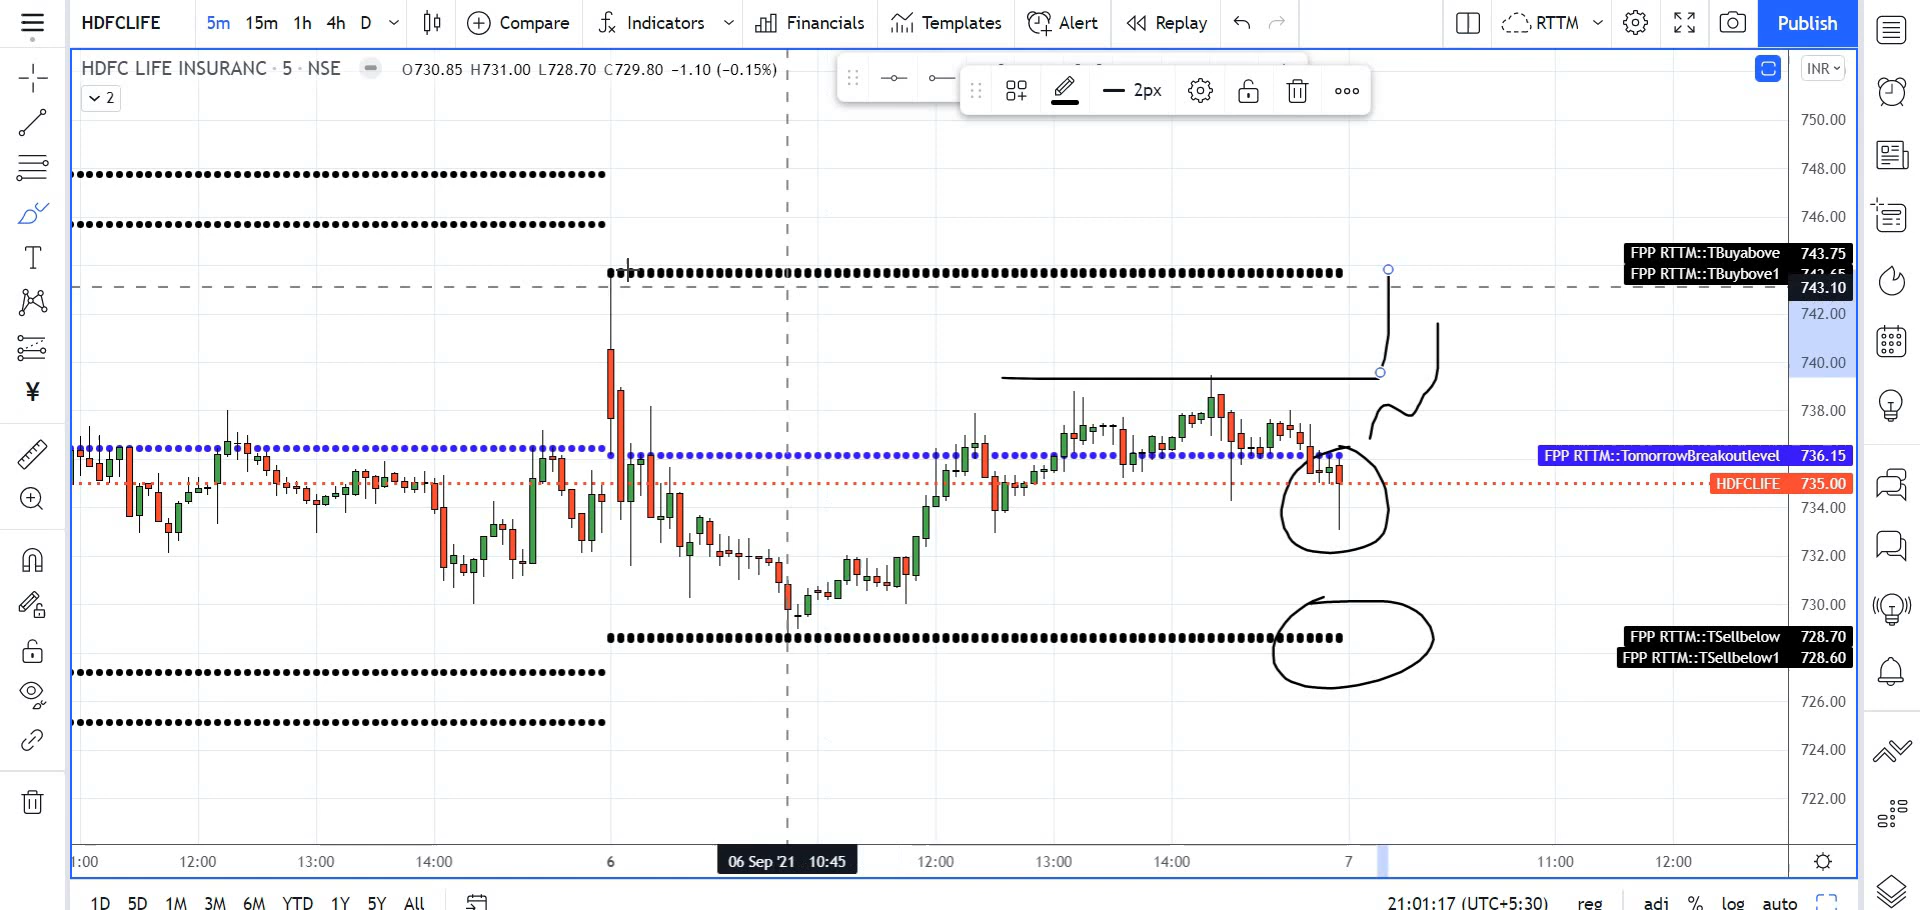 HDFCLIFE 5m 15m 1h 4h D Compare Indicators Financials Templates Alert Replay RTTM Publish
HDFC LIFE INSURANC · 5 · NSE O730.85 H731.00 L728.70 C729.80 −1.10 (−0.15%)
2px
INR
2
750.00
748.00
746.00
FPP RTTM::TBuyabove 743.75
FPP RTTM::TBuybove1
743.10
742.00
740.00
738.00
FPP RTTM::TomorrowBreakoutlevel 736.15
HDFCLIFE 735.00
734.00
732.00
730.00
FPP RTTM::TSellbelow 728.70
FPP RTTM::TSellbelow1 728.60
726.00
724.00
722.00
12:00 13:00 14:00 6 06 Sep '21 10:45 12:00 13:00 14:00 7 11:00 12:00
1D 5D 1M 3M 6M YTD 1Y 5Y All 21:01:17 (UTC+5:30) reg adj % log auto